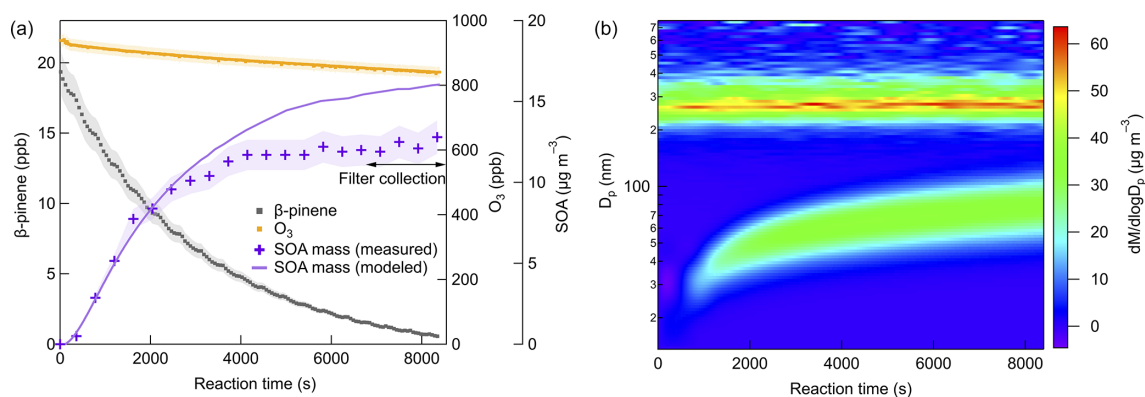 (a)
20
15
10
5
0
β-pinene (ppb)
1000
800
600
400
200
0
O3 (ppb)
20
15
10
5
0
SOA (μg m−3)
Filter collection
β-pinene
O3
SOA mass (measured)
SOA mass (modeled)
0 2000 4000 6000 8000
Reaction time (s)
(b)
7
6
5
4
3
2
100
8
6
5
4
3
2
Dp (nm)
0 2000 4000 6000 8000
Reaction time (s)
60
50
40
30
20
10
0
dM/dlogDp (μg m−3)